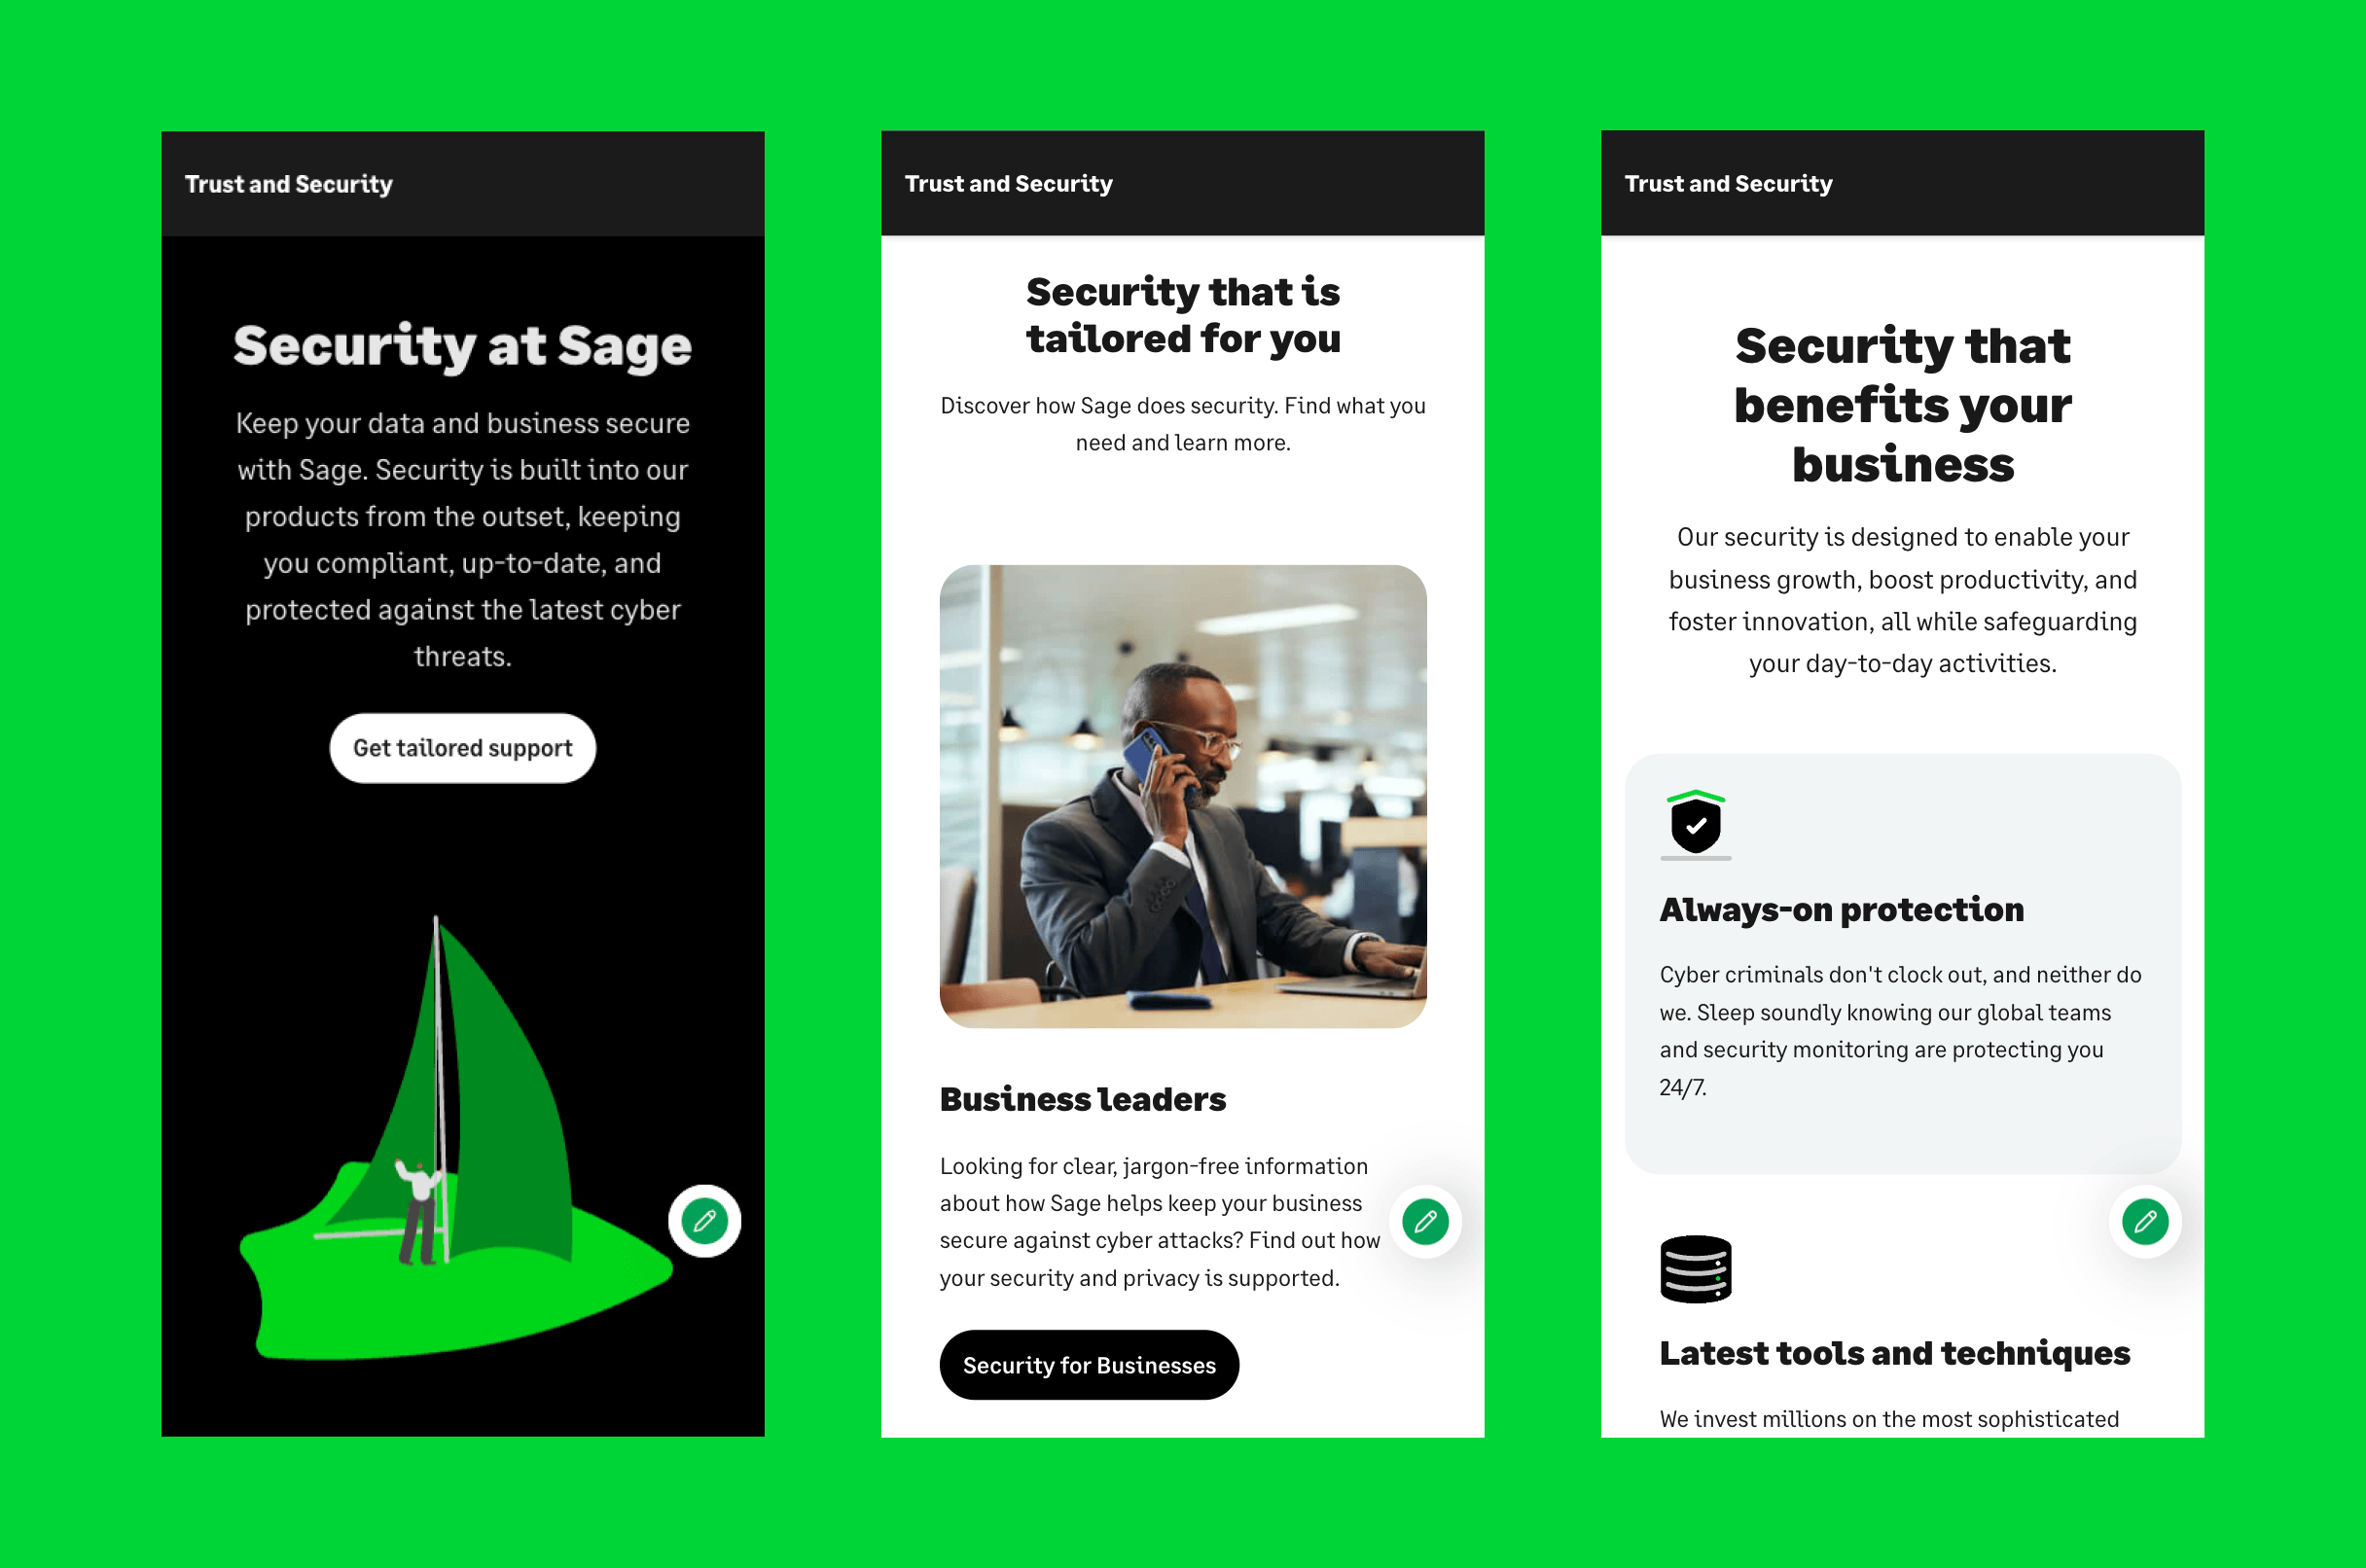 Trust and Security
Security at Sage
Keep your data and business secure
with Sage. Security is built into our
products from the outset, keeping
you compliant, up-to-date, and
protected against the latest cyber
threats.
Get tailored support
Trust and Security
Security that is
tailored for you
Discover how Sage does security. Find what you
need and learn more.
Business leaders
Looking for clear, jargon-free information
about how Sage helps keep your business
secure against cyber attacks? Find out how
your security and privacy is supported.
Security for Businesses
Trust and Security
Security that
benefits your
business
Our security is designed to enable your
business growth, boost productivity, and
foster innovation, all while safeguarding
your day-to-day activities.
Always-on protection
Cyber criminals don't clock out, and neither do
we. Sleep soundly knowing our global teams
and security monitoring are protecting you
24/7.
Latest tools and techniques
We invest millions on the most sophisticated